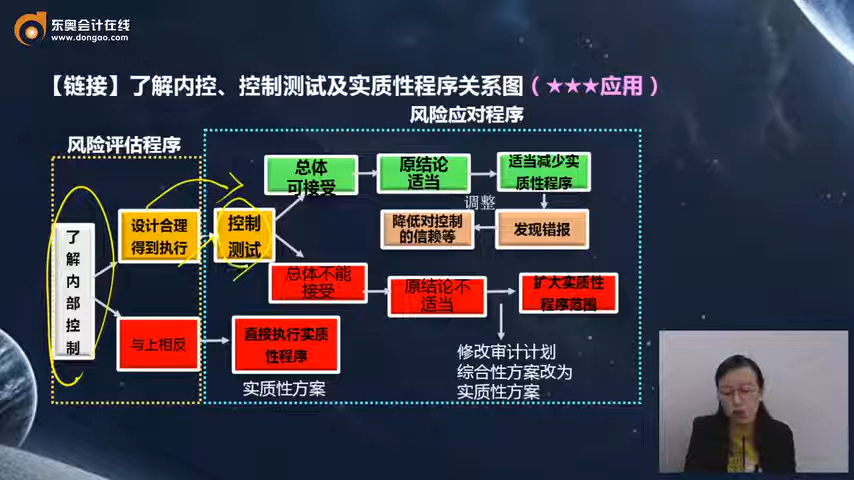 东奥会计在线
www.dongao.com
【链接】了解内控、控制测试及实质性程序关系图（★★★应用）
风险应对程序
风险评估程序
总体
可接受
原结论
适当
适当减少实
质性程序
调整
设计合理
得到执行
控制
测试
降低对控制
的信赖等
发现错报
了解内部控制
总体不能
接受
原结论不
适当
扩大实质性
程序范围
与上相反
直接执行实质
性程序
修改审计计划
综合性方案改为
实质性方案
实质性方案